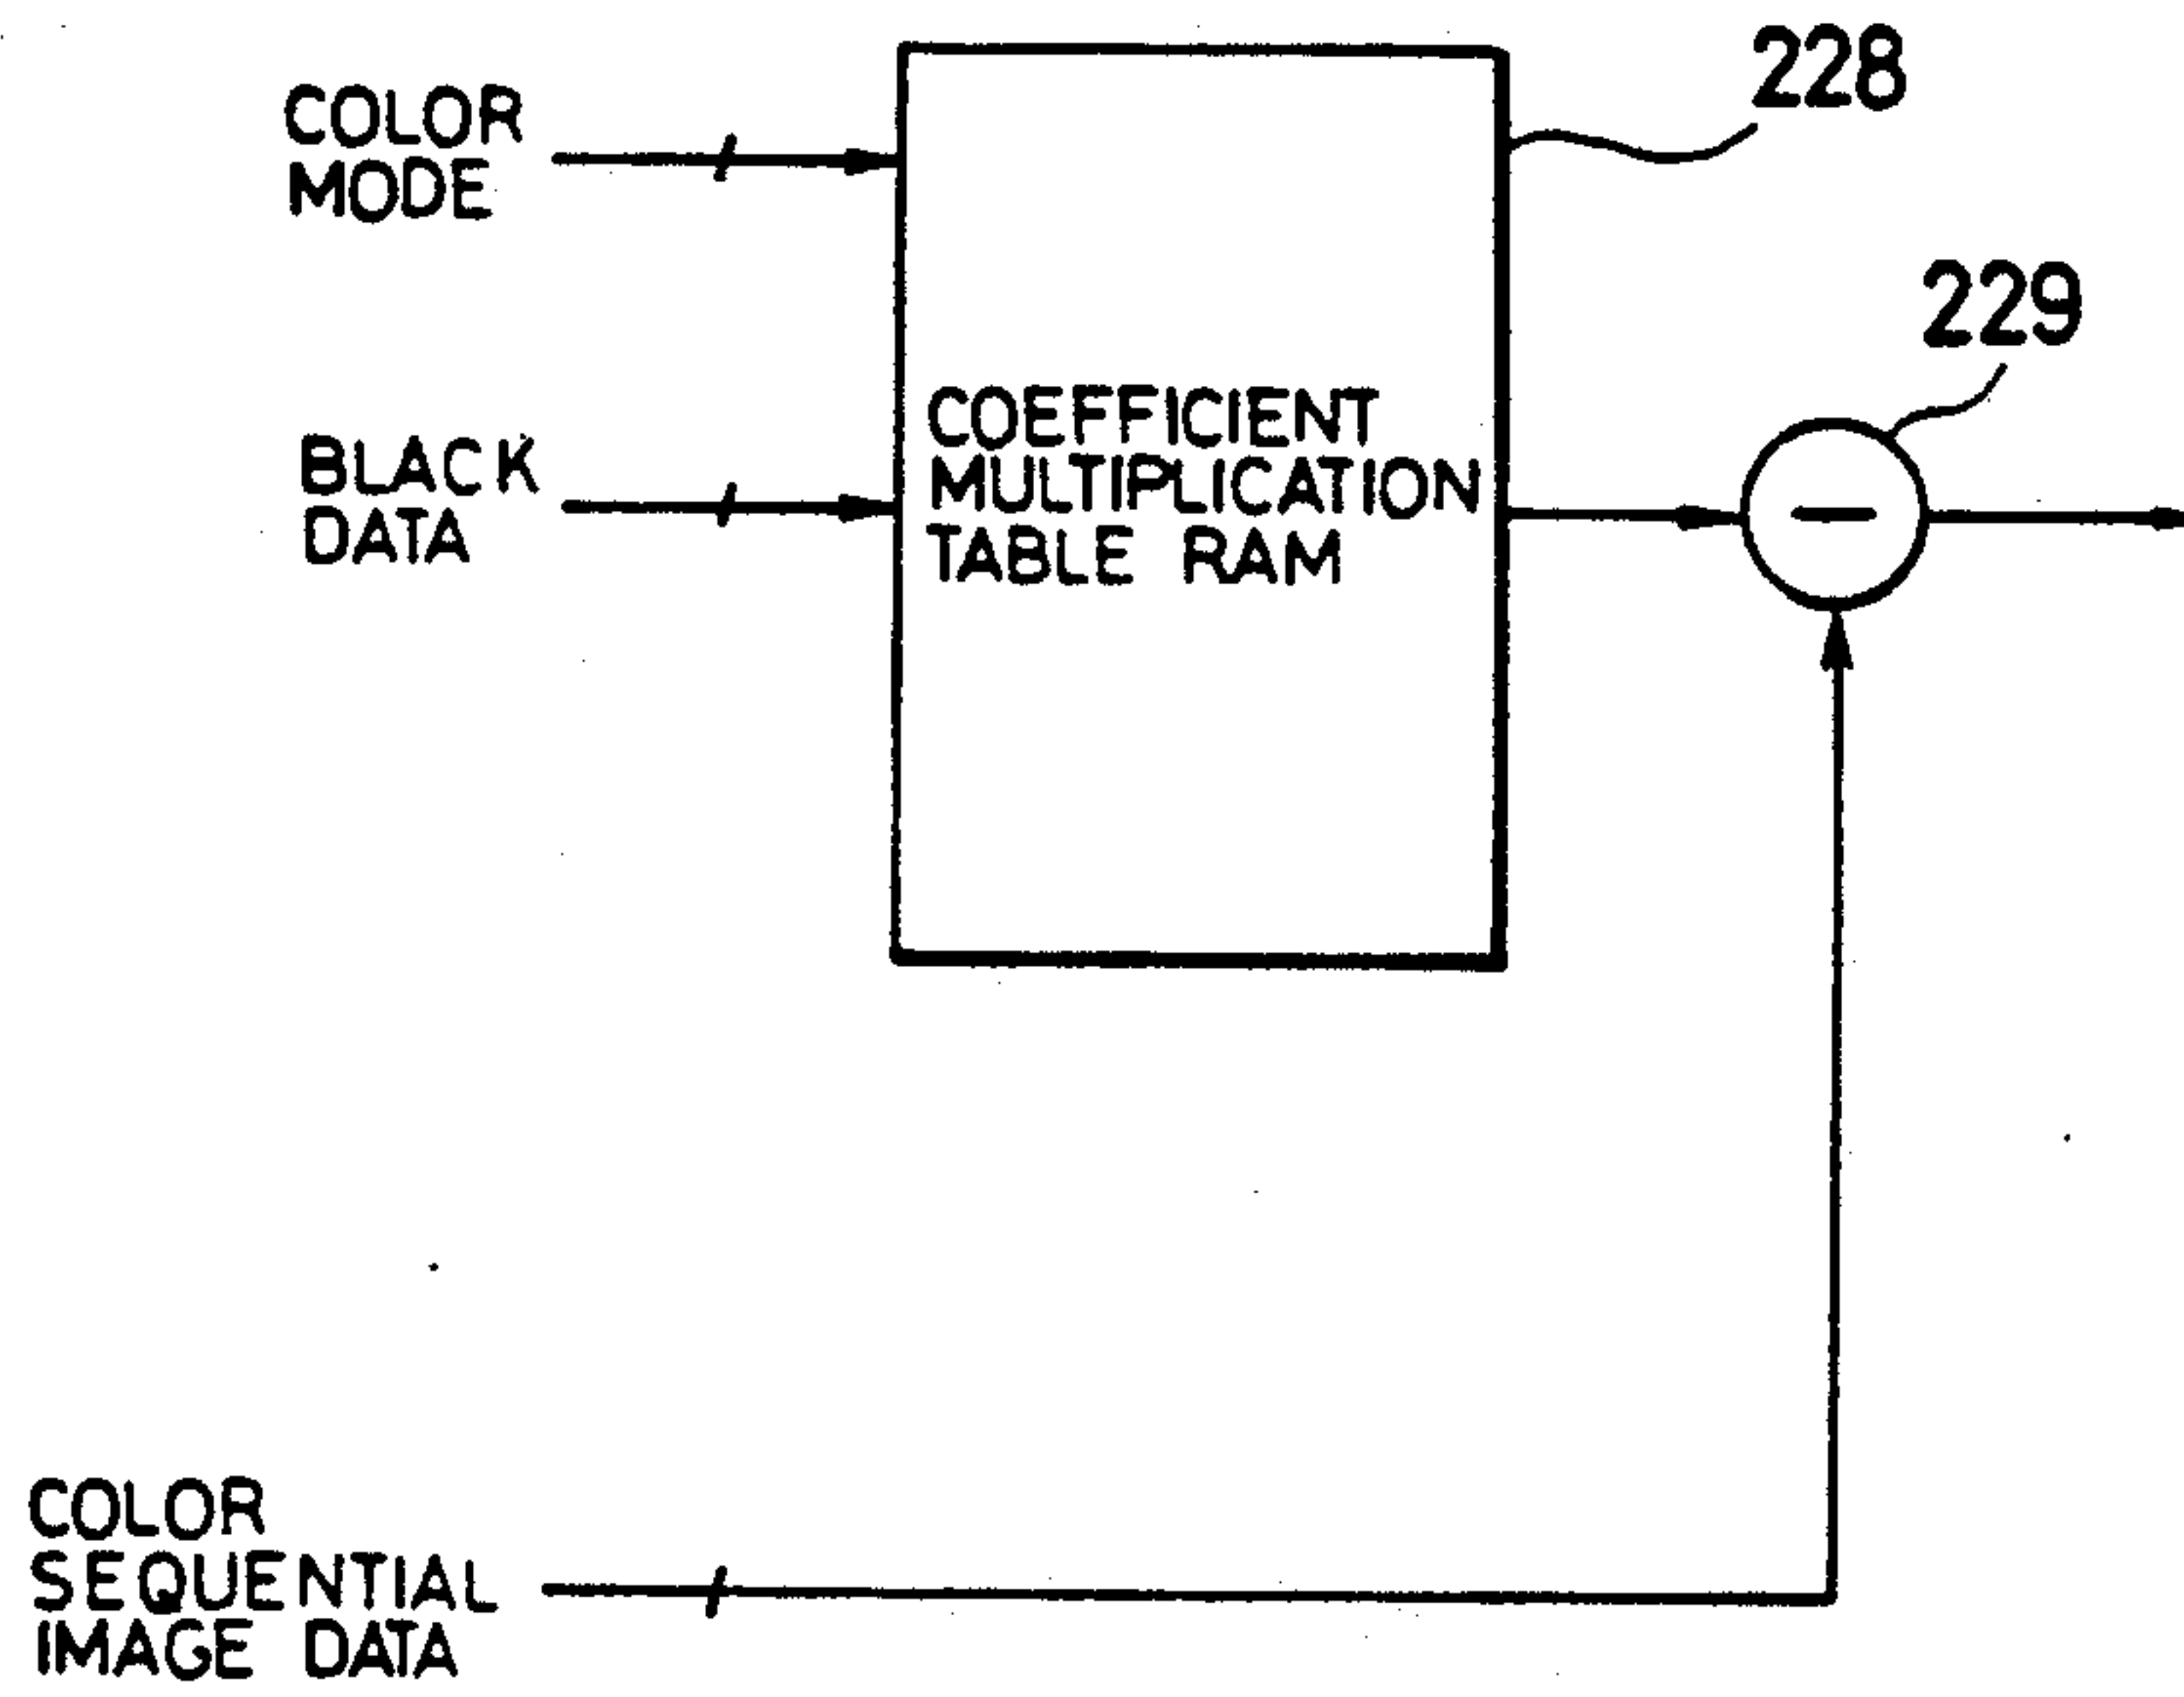 228
COLOR
MODE
229
COEFFICIENT
MULTIPLICATION
TABLE RAM
BLACK
DATA
COLOR
SEQUENTIAL
IMAGE DATA